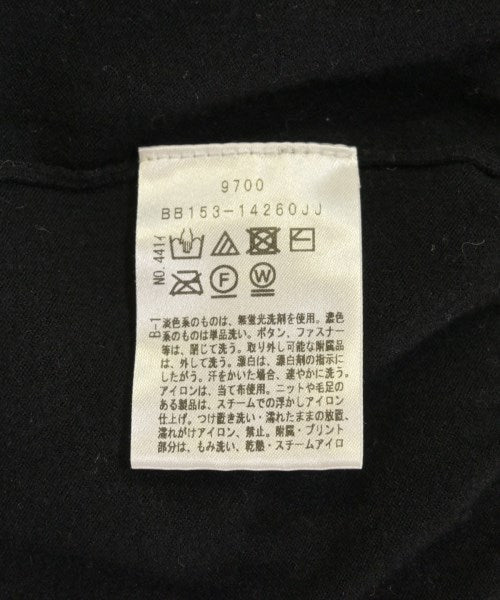 9700
BB153-14260JJ
F W
淡色系のものは、無蛍光洗剤を使用。濃色
系のものは単品洗い。ボタン、ファスナー
等は、閉じて洗う。取り外し可能な附属品
は、外して洗う。漂白は、漂白剤の指示に
したがう。汗をかいた場合、速やかに洗う。
アイロンは、当て布使用。ニットや毛足の
ある製品は、スチームでの浮かしアイロン
仕上げ。つけ置き洗い・濡れたままの放置、
濡れがけアイロン、禁止。附属・プリント
部分は、もみ洗い、乾熱・スチームアイロ
B-1